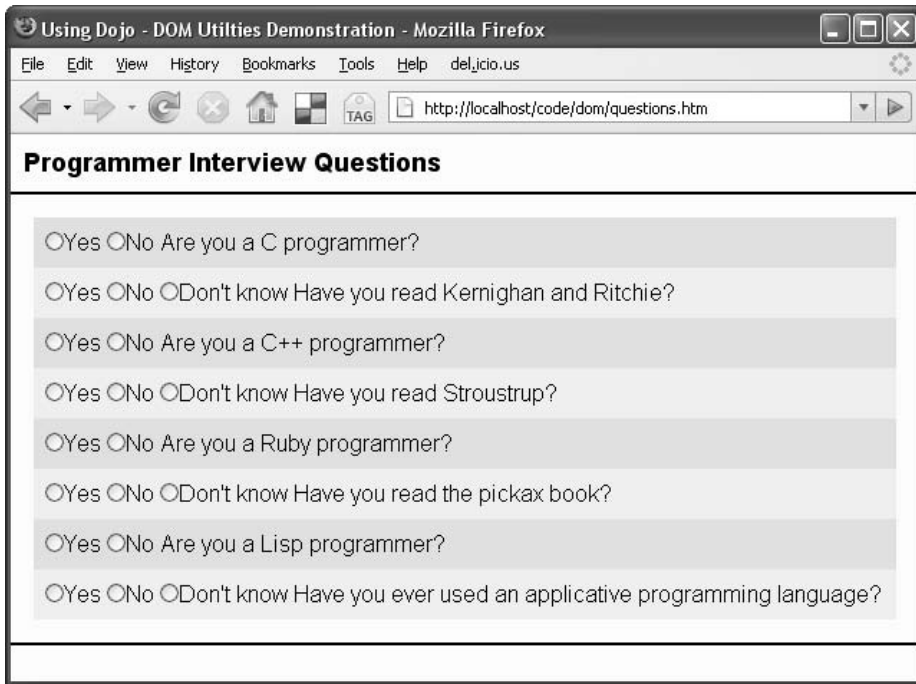 Using Dojo - DOM Utilties Demonstration - Mozilla Firefox
File Edit View History Bookmarks Tools Help del.icio.us
TAG http://localhost/code/dom/questions.htm
Programmer Interview Questions
Yes No Are you a C programmer?
Yes No Don't know Have you read Kernighan and Ritchie?
Yes No Are you a C++ programmer?
Yes No Don't know Have you read Stroustrup?
Yes No Are you a Ruby programmer?
Yes No Don't know Have you read the pickax book?
Yes No Are you a Lisp programmer?
Yes No Don't know Have you ever used an applicative programming language?